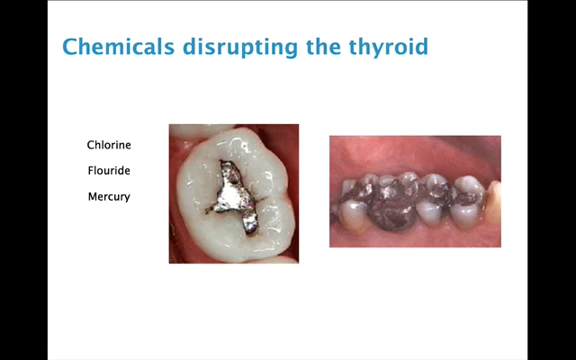 Chemicals disrupting the thyroid
Chlorine
Flouride
Mercury